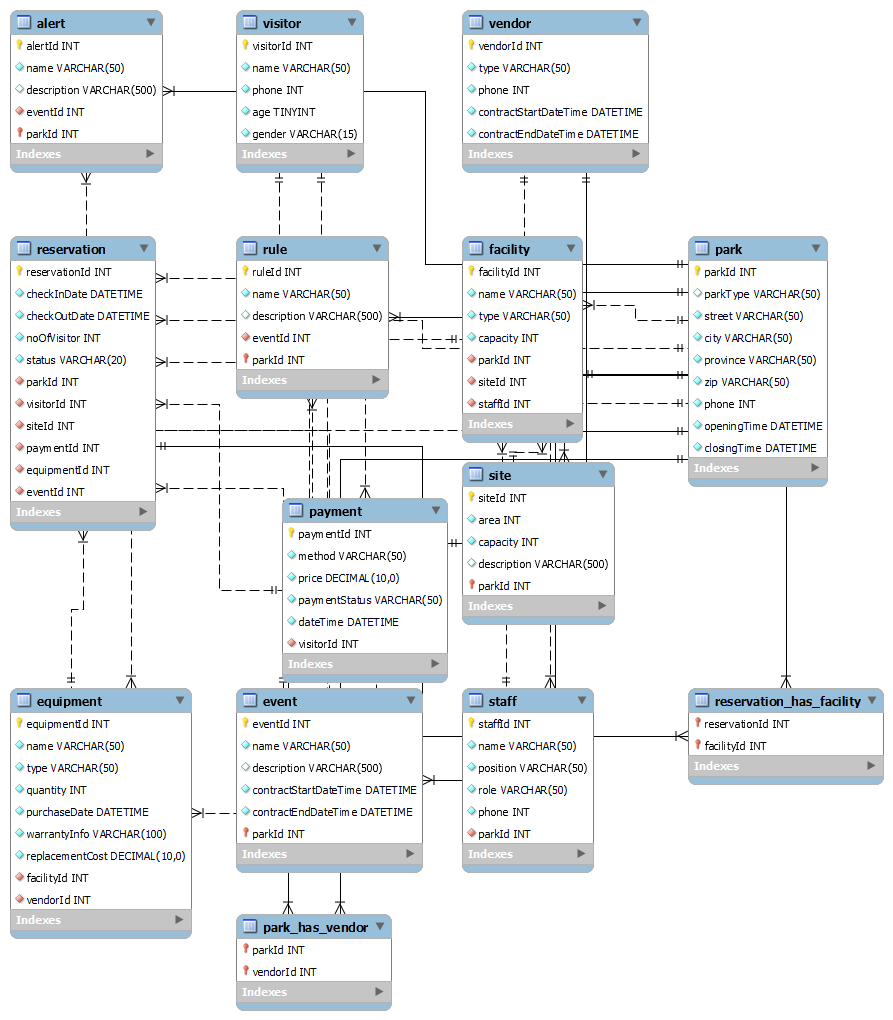 alert
alertId INT
name VARCHAR(50)
description VARCHAR(500)
eventId INT
parkId INT
Indexes
visitor
visitorId INT
name VARCHAR(50)
phone INT
age TINYINT
gender VARCHAR(15)
Indexes
vendor
vendorId INT
type VARCHAR(50)
phone INT
contractStartDateTime DATETIME
contractEndDateTime DATETIME
Indexes
reservation
reservationId INT
checkInDate DATETIME
checkOutDate DATETIME
noOfVisitor INT
status VARCHAR(20)
parkId INT
visitorId INT
siteId INT
paymentId INT
equipmentId INT
eventId INT
Indexes
rule
ruleId INT
name VARCHAR(50)
description VARCHAR(500)
eventId INT
parkId INT
Indexes
facility
facilityId INT
name VARCHAR(50)
type VARCHAR(50)
capacity INT
parkId INT
siteId INT
staffId INT
Indexes
park
parkId INT
parkType VARCHAR(50)
street VARCHAR(50)
city VARCHAR(50)
province VARCHAR(50)
zip VARCHAR(50)
phone INT
openingTime DATETIME
closingTime DATETIME
Indexes
payment
paymentId INT
method VARCHAR(50)
price DECIMAL(10,0)
paymentStatus VARCHAR(50)
dateTime DATETIME
visitorId INT
Indexes
site
siteId INT
area INT
capacity INT
description VARCHAR(500)
parkId INT
Indexes
equipment
equipmentId INT
name VARCHAR(50)
type VARCHAR(50)
quantity INT
purchaseDate DATETIME
warrantyInfo VARCHAR(100)
replacementCost DECIMAL(10,0)
facilityId INT
vendorId INT
Indexes
event
eventId INT
name VARCHAR(50)
description VARCHAR(500)
contractStartDateTime DATETIME
contractEndDateTime DATETIME
parkId INT
Indexes
staff
staffId INT
name VARCHAR(50)
position VARCHAR(50)
role VARCHAR(50)
phone INT
parkId INT
Indexes
reservation_has_facility
reservationId INT
facilityId INT
Indexes
park_has_vendor
parkId INT
vendorId INT
Indexes